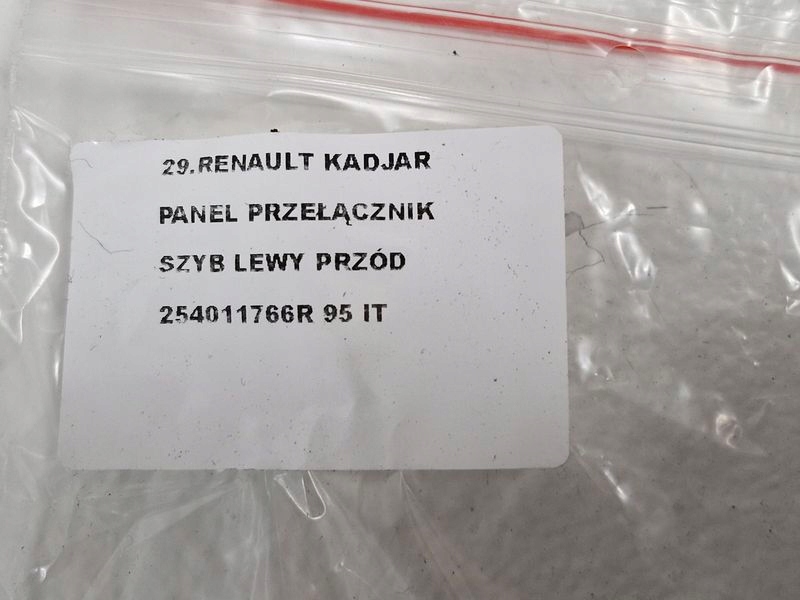 29.RENAULT KADJAR
PANEL PRZEŁĄCZNIK
SZYB LEWY PRZÓD
254011766R 95 IT